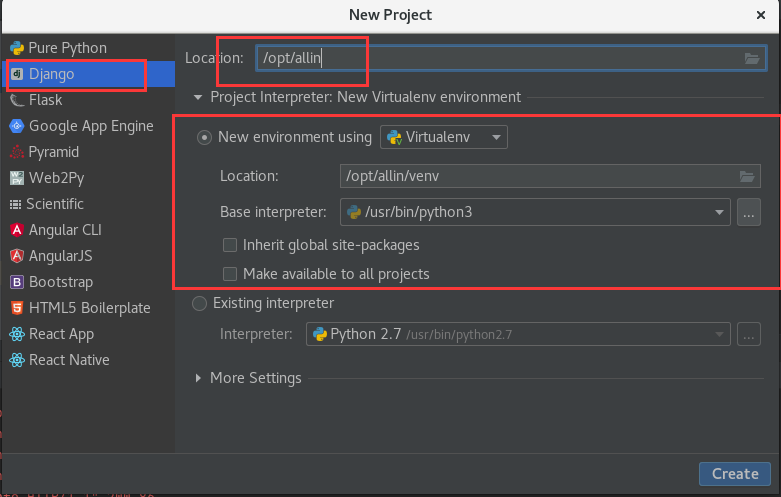 New Project
Pure Python
Django
Flask
Google App Engine
Pyramid
Web2Py
Scientific
Angular CLI
AngularJS
Bootstrap
HTML5 Boilerplate
React App
React Native
Location: /opt/allin
Project Interpreter: New Virtualenv environment
New environment using Virtualenv
Location: /opt/allin/venv
Base interpreter: /usr/bin/python3 ...
Inherit global site-packages
Make available to all projects
Existing interpreter
Interpreter: Python 2.7 /usr/bin/python2.7 ...
More Settings
Create